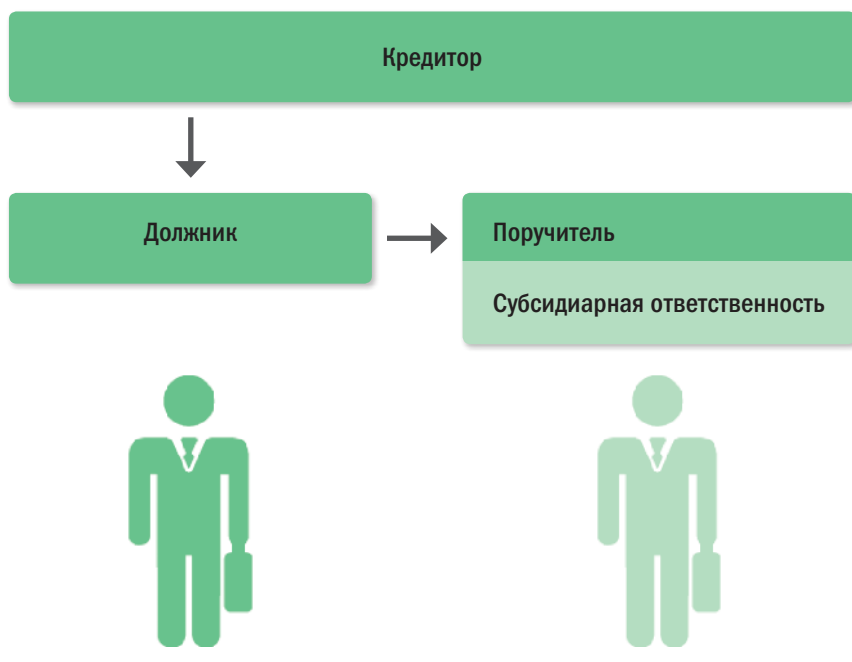 Кредитор
Должник
Поручитель
Субсидиарная ответственность